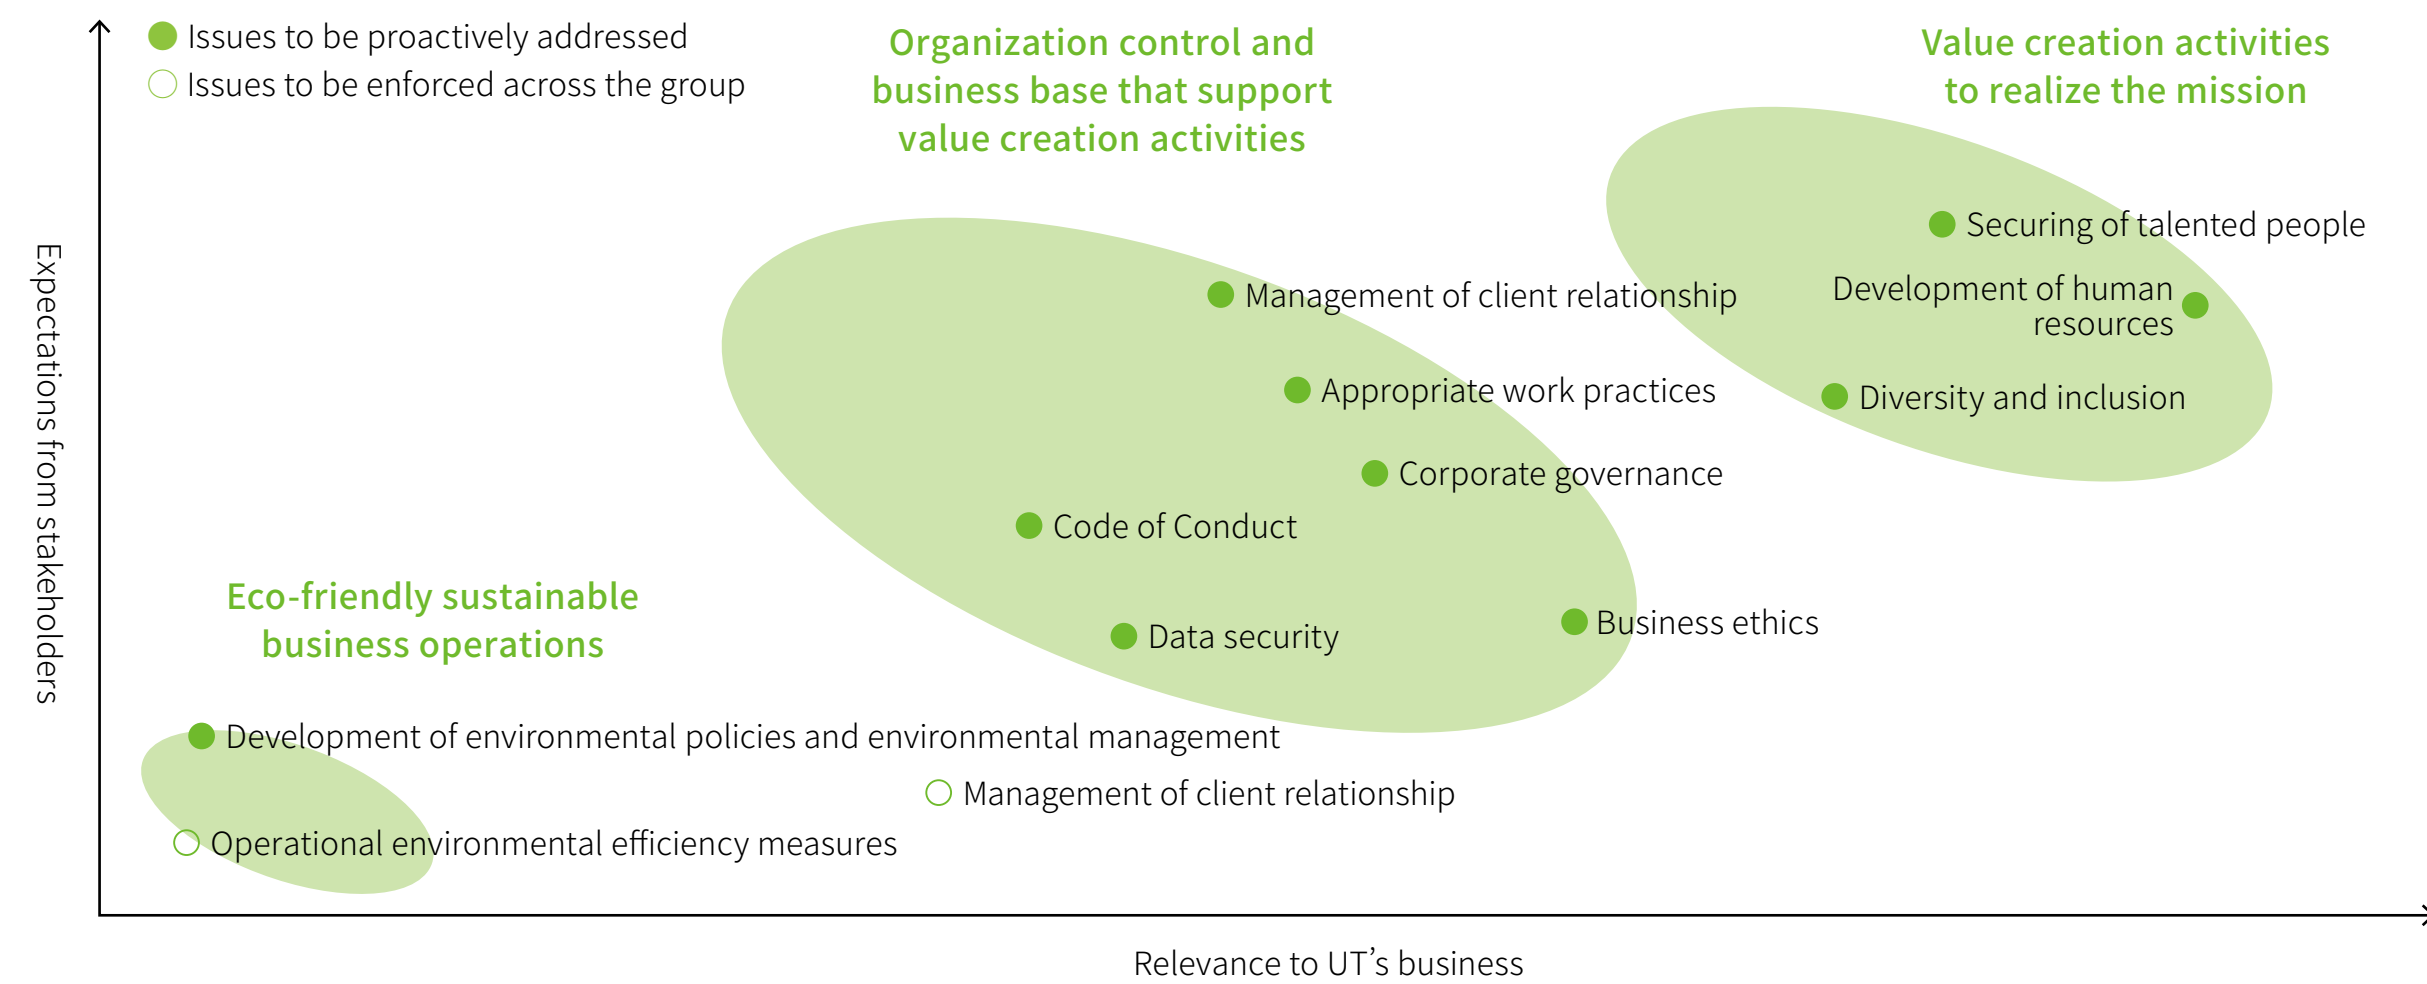 Issues to be proactively addressed
Issues to be enforced across the group
Organization control and
business base that support
value creation activities
Value creation activities
to realize the mission
Securing of talented people
Development of human
resources
Diversity and inclusion
Management of client relationship
Appropriate work practices
Corporate governance
Code of Conduct
Business ethics
Data security
Eco-friendly sustainable
business operations
Development of environmental policies and environmental management
Management of client relationship
Operational environmental efficiency measures
Expectations from stakeholders
Relevance to UT’s business